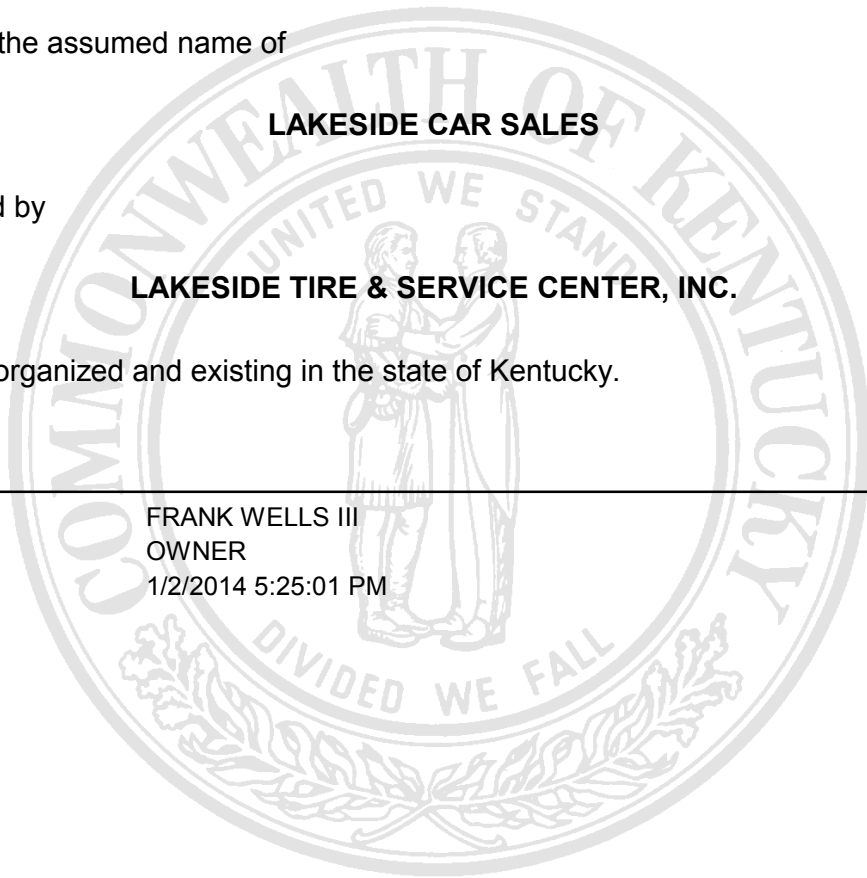 the assumed name of
LAKESIDE CAR SALES
by
LAKESIDE TIRE & SERVICE CENTER, INC.
organized and existing in the state of Kentucky.
FRANK WELLS III
OWNER
1/2/2014 5:25:01 PM
COMMONWEALTH OF KENTUCKY
UNITED WE STAND
DIVIDED WE FALL